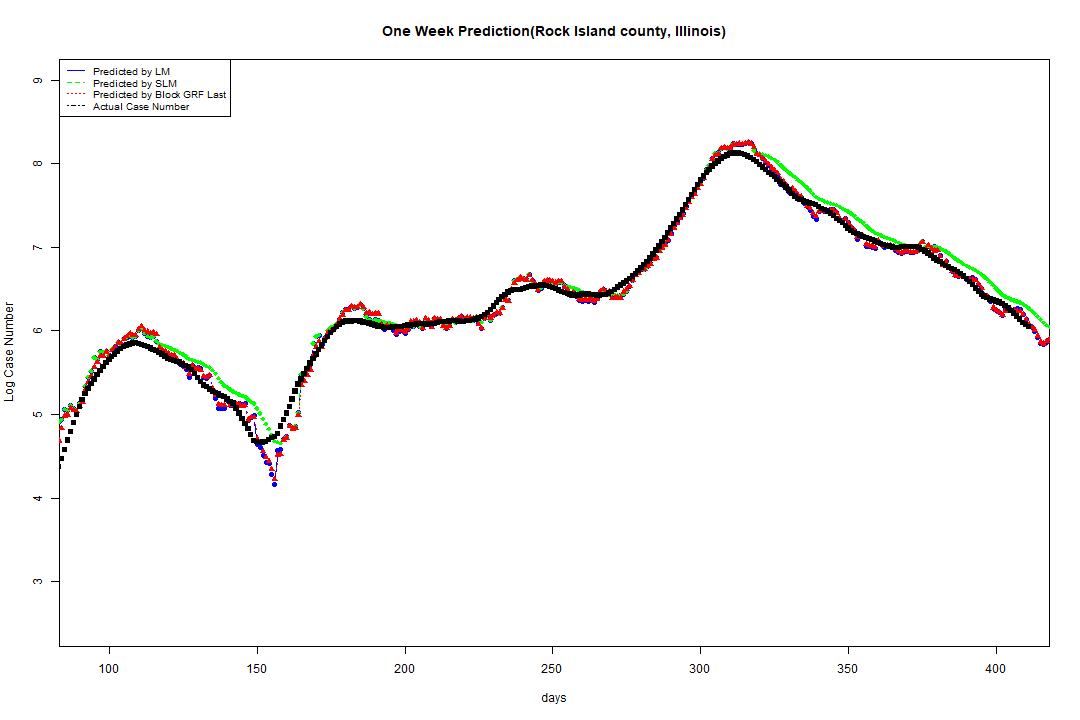 One Week Prediction(Rock Island county, Illinois)
Predicted by LM
Predicted by SLM
Predicted by Block GRF Last
Actual Case Number
9
8
7
6
5
4
3
Log Case Number
100 150 200 250 300 350 400
days